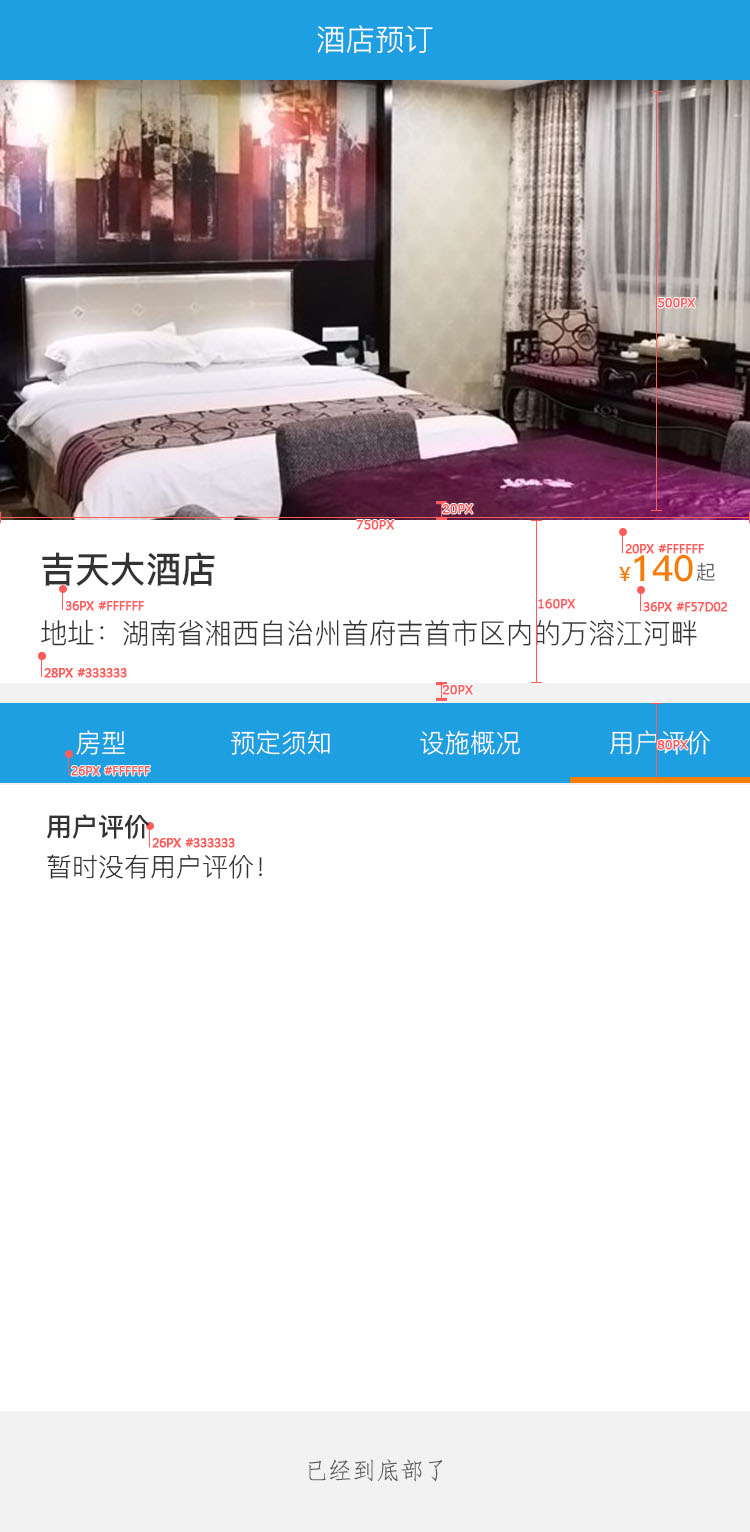 酒店预订
500PX
20PX
750PX
吉天大酒店
20PX #FFFFFF
¥140起
36PX #FFFFFF
160PX
36PX #F57D02
地址：湖南省湘西自治州首府吉首市区内的万溶江河畔
28PX #333333
20PX
房型 预定须知 设施概况 用户评价
80PX
26PX #FFFFFF
用户评价
26PX #333333
暂时没有用户评价！
已经到底部了